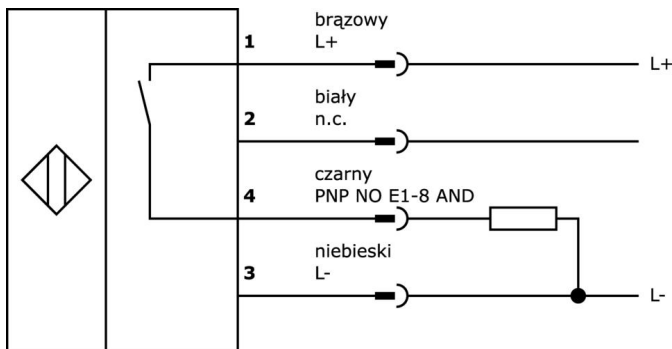 brązowy
1 L+ L+
biały
2 n.c.
czarny
4 PNP NO E1-8 AND
niebieski
3 L- L-